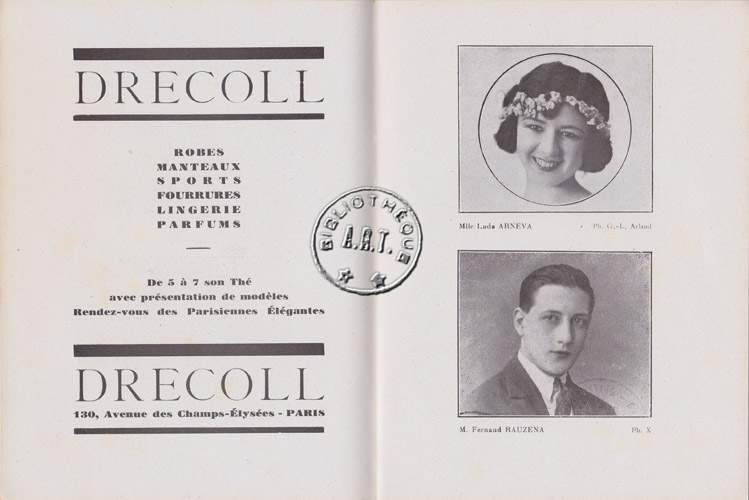 DRECOLL
ROBES
MANTEAUX
SPORTS
FOURRURES
LINGERIE
PARFUMS
De 5 à 7 son Thé
avec présentation de modèles
Rendez-vous des Parisiennes Élégantes
DRECOLL
130, Avenue des Champs-Élysées - PARIS
BIBLIOTHÈQUE
A.R.T.
Mlle Lada ARNEVA Ph. G.-L. Arland
M. Fernand RAUZENA Ph. X